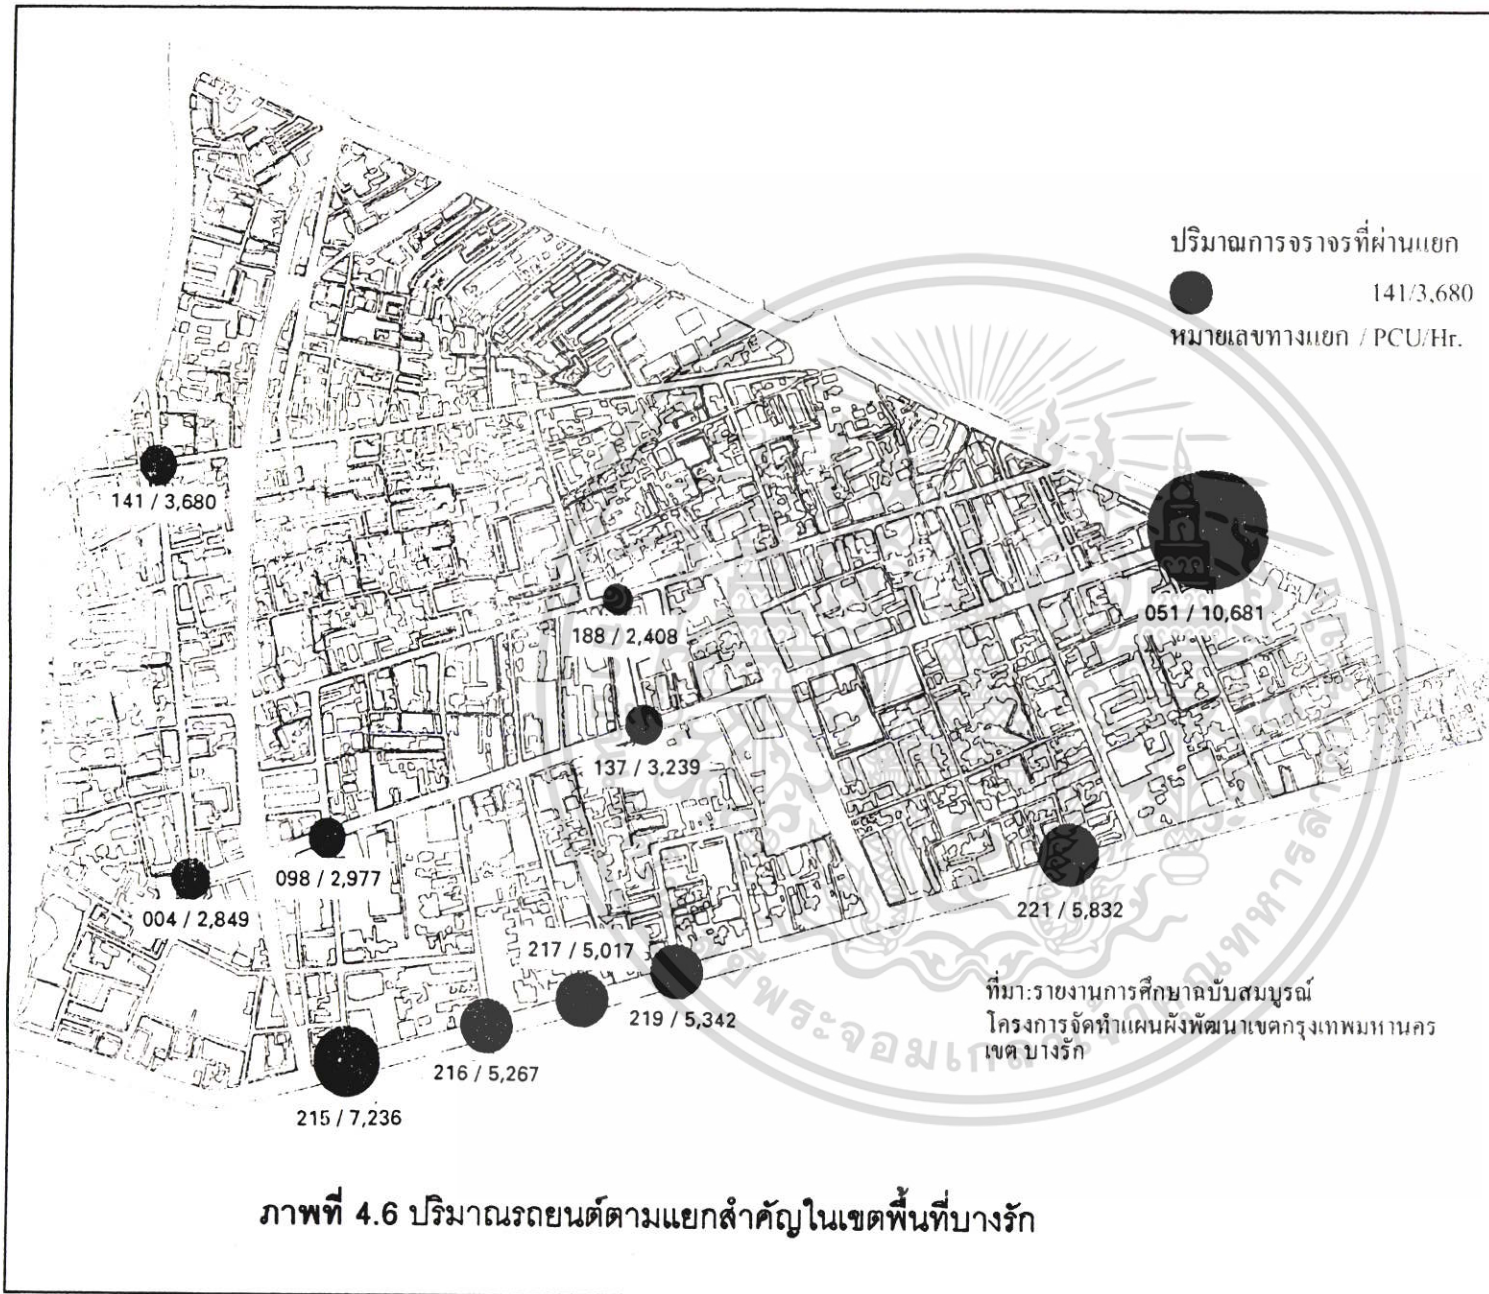 ปริมาณการจราจรที่ผ่านแยก
141/3,680
หมายเลขทางแยก / PCU/Hr.
141 / 3,680
051 / 10,681
188 / 2,408
137 / 3,239
098 / 2,977
004 / 2,849
221 / 5,832
217 / 5,017
219 / 5,342
216 / 5,267
215 / 7,236
ที่มา:รายงานการศึกษาฉบับสมบูรณ์
โครงการจัดทำแผนผังพัฒนาเขตกรุงเทพมหานคร
เขต บางรัก
ภาพที่ 4.6 ปริมาณรถยนต์ตามแยกสำคัญในเขตพื้นที่บางรัก